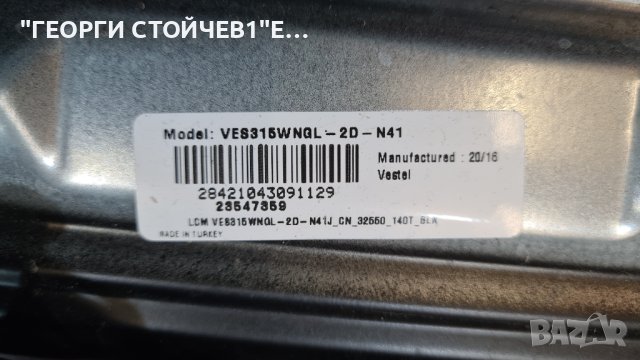 "ГЕОРГИ СТОЙЧЕВ1"Е...
Model: VES315WNGL-2D-N41
Manufactured : 20/16
Vestel
28421043091129
23547359
LCM VES315WNGL-2D-N41J_CN_32550_140T_BLK
MADE IN TURKEY
BAZAR